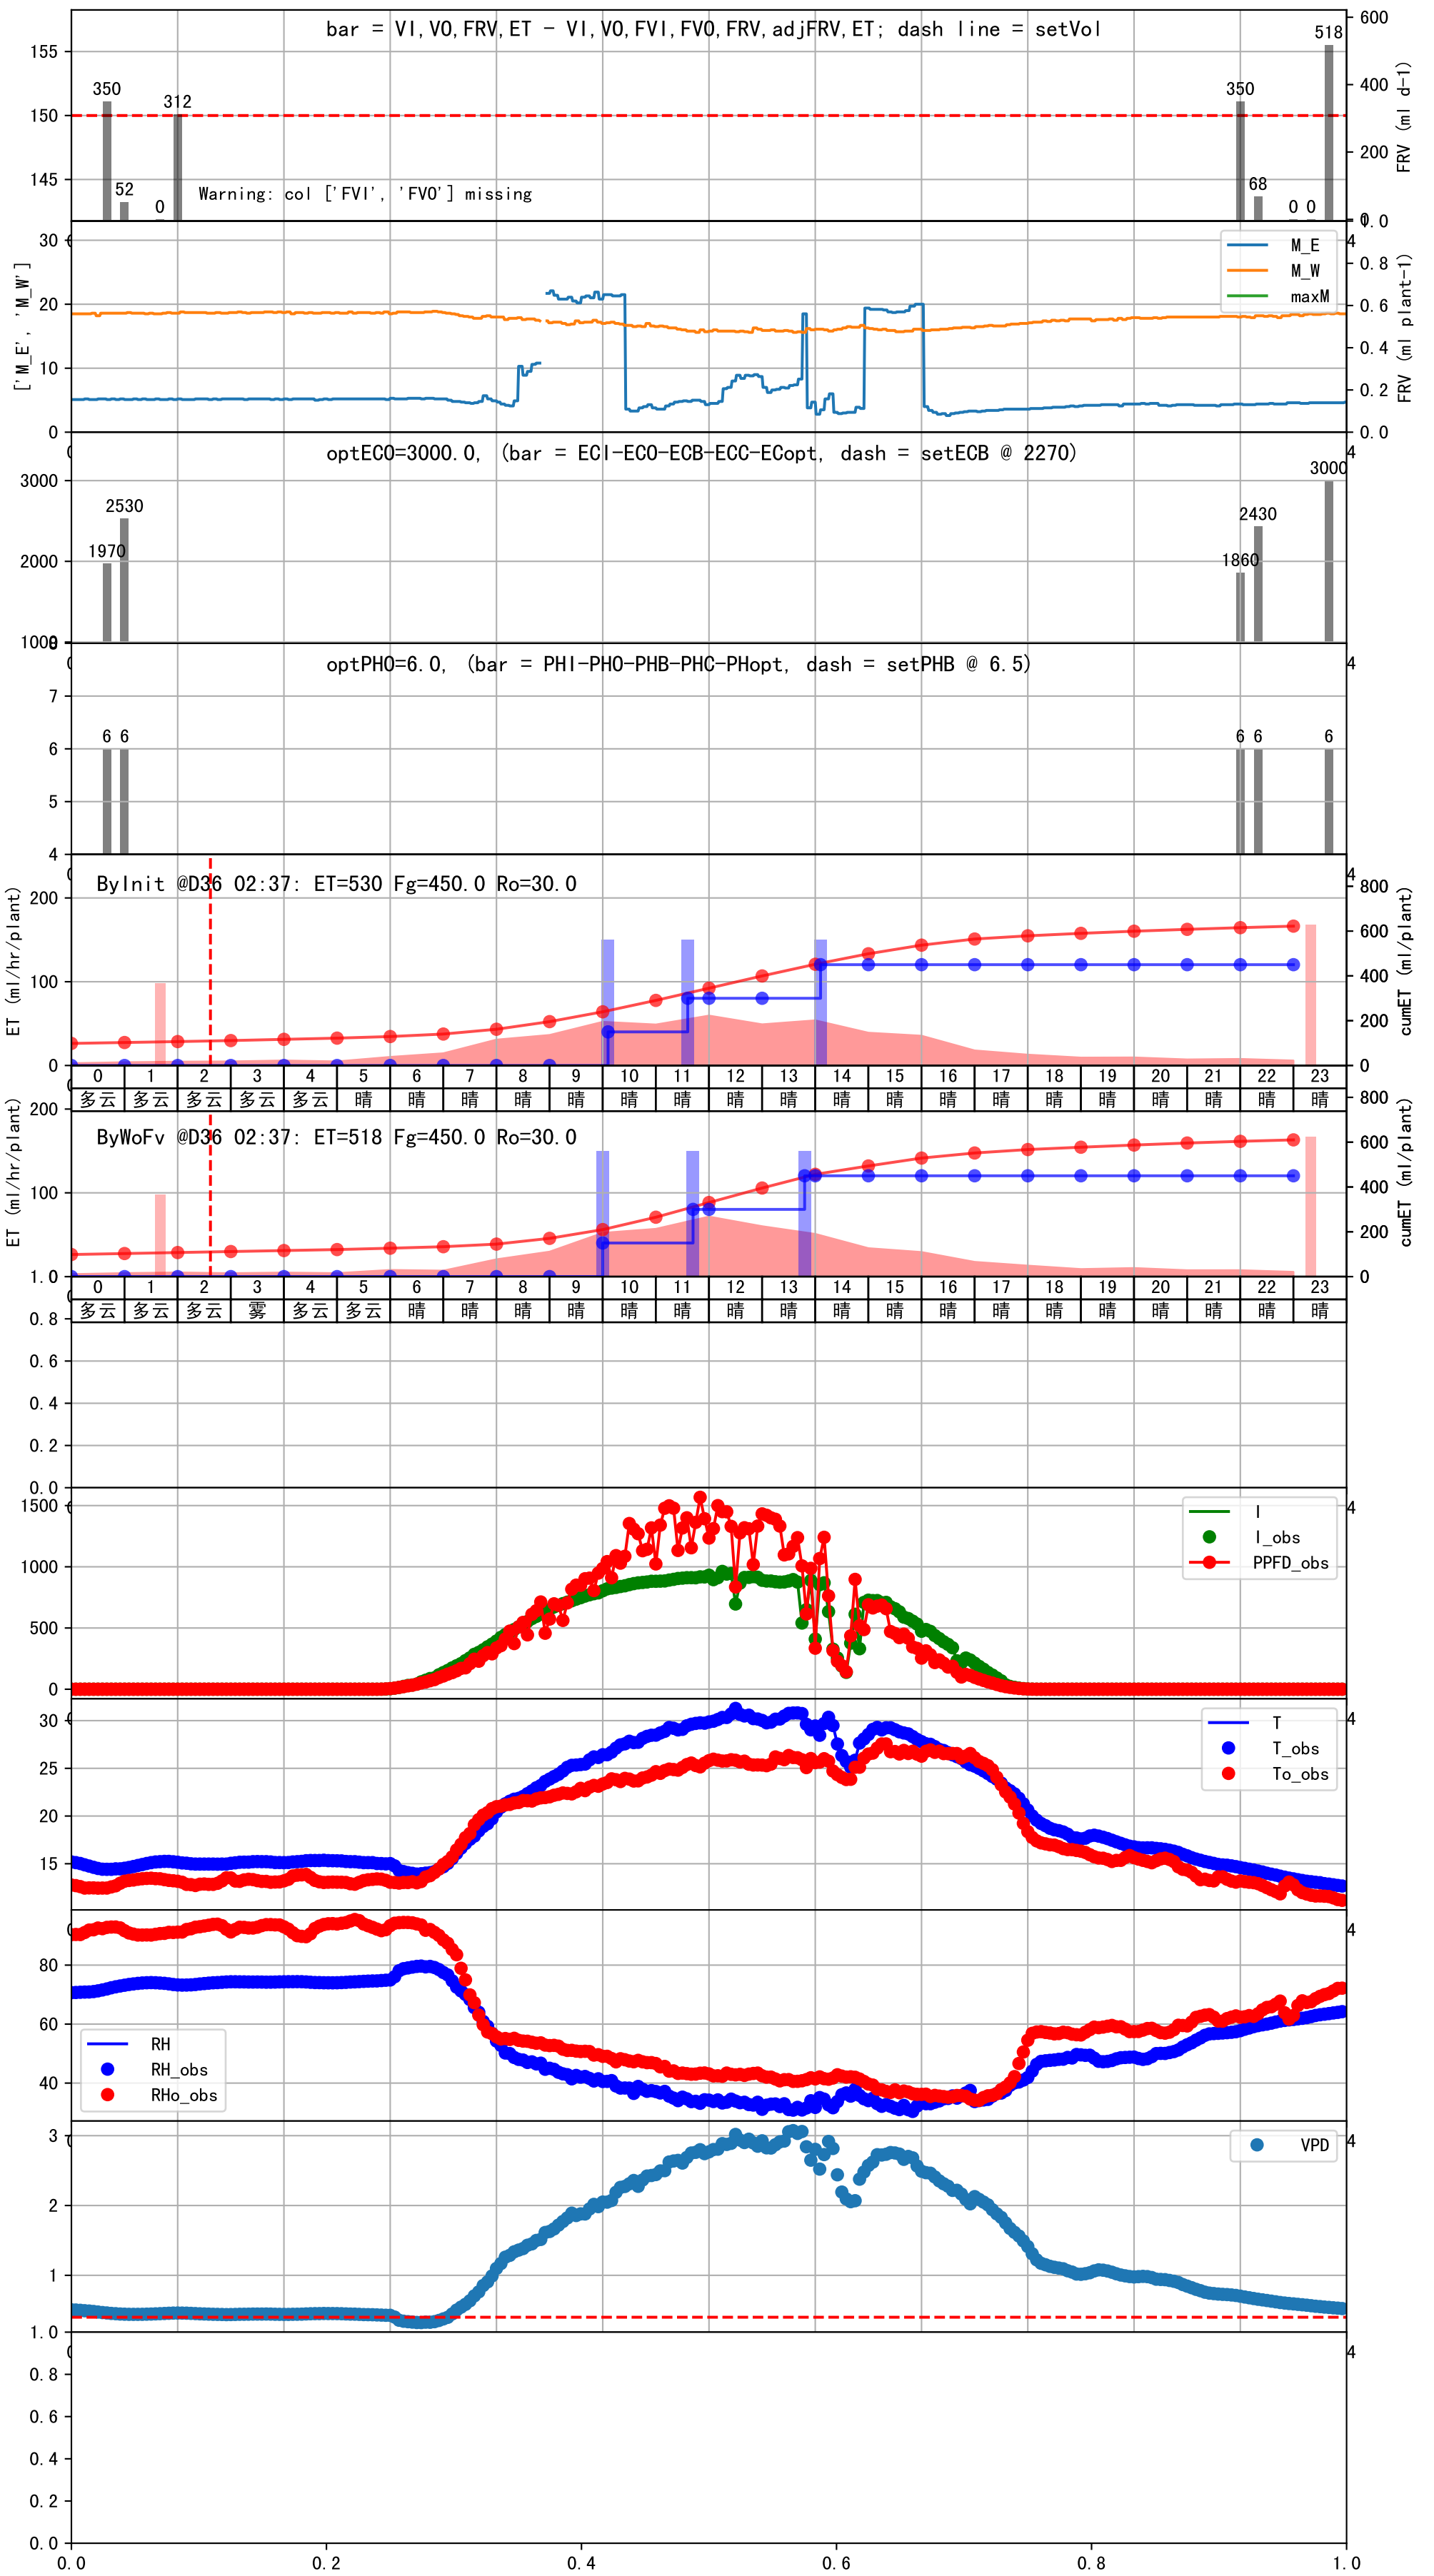 bar = VI,VO,FRV,ET - VI,VO,FVI,FVO,FRV,adjFRV,ET; dash line = setVol
155
150
145
600
400
200
0
FRV (ml d-1)
350
52
0
312
350
68
0
0
518
Warning: col ['FVI', 'FVO'] missing
['M_E', 'M_W']
30
20
10
0
M_E
M_W
maxM
1.0
0.8
0.6
0.4
0.2
0.0
FRV (ml plant-1)
optECO=3000.0, (bar = ECI-ECO-ECB-ECC-ECopt, dash = setECB @ 2270)
3000
2000
1000
1970
2530
1860
2430
3000
optPHO=6.0, (bar = PHI-PHO-PHB-PHC-PHopt, dash = setPHB @ 6.5)
7
6
5
4
6
6
6
6
6
ByInit @D36 02:37: ET=530 Fg=450.0 Ro=30.0
ET (ml/hr/plant)
200
100
0
800
600
400
200
0
cumET (ml/plant)
0 1 2 3 4 5 6 7 8 9 10 11 12 13 14 15 16 17 18 19 20 21 22 23
多云 多云 多云 多云 多云 晴 晴 晴 晴 晴 晴 晴 晴 晴 晴 晴 晴 晴 晴 晴 晴 晴 晴 晴
ByWoFv @D36 02:37: ET=518 Fg=450.0 Ro=30.0
ET (ml/hr/plant)
200
100
800
600
400
200
0
cumET (ml/plant)
0 1 2 3 4 5 6 7 8 9 10 11 12 13 14 15 16 17 18 19 20 21 22 23
多云 多云 多云 雾 多云 多云 晴 晴 晴 晴 晴 晴 晴 晴 晴 晴 晴 晴 晴 晴 晴 晴 晴 晴
1.0
0.8
0.6
0.4
0.2
0.0
1500
1000
500
0
I
I_obs
PPFD_obs
30
25
20
15
T
T_obs
To_obs
80
60
40
RH
RH_obs
RHo_obs
3
2
1
VPD
1.0
0.8
0.6
0.4
0.2
0.0
0.0 0.2 0.4 0.6 0.8 1.0